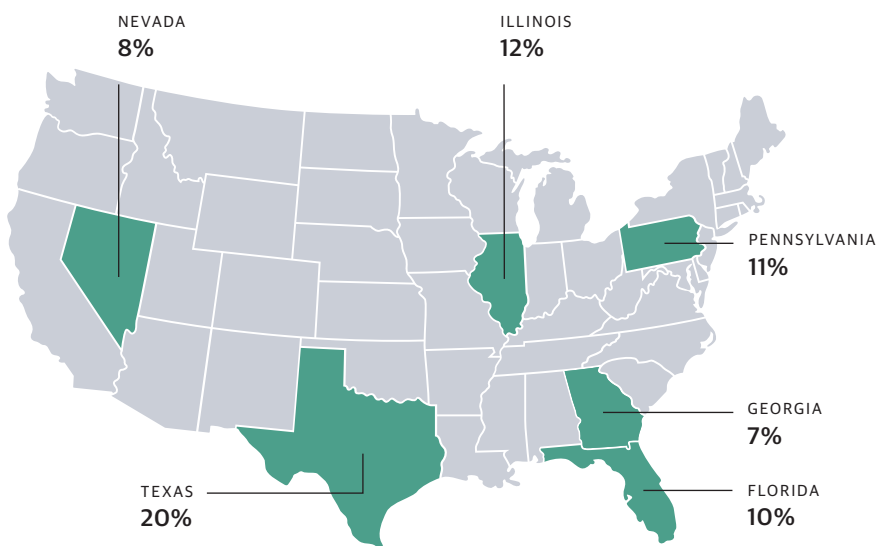 NEVADA
8%
ILLINOIS
12%
PENNSYLVANIA
11%
GEORGIA
7%
TEXAS
20%
FLORIDA
10%